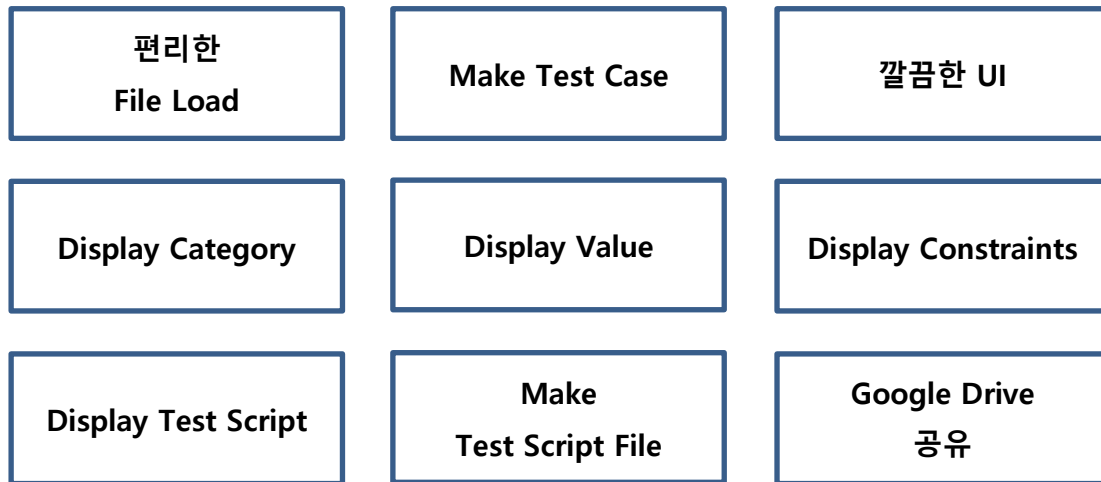 편리한
File Load
Make Test Case
깔끔한 UI
Display Category
Display Value
Display Constraints
Display Test Script
Make
Test Script File
Google Drive
공유